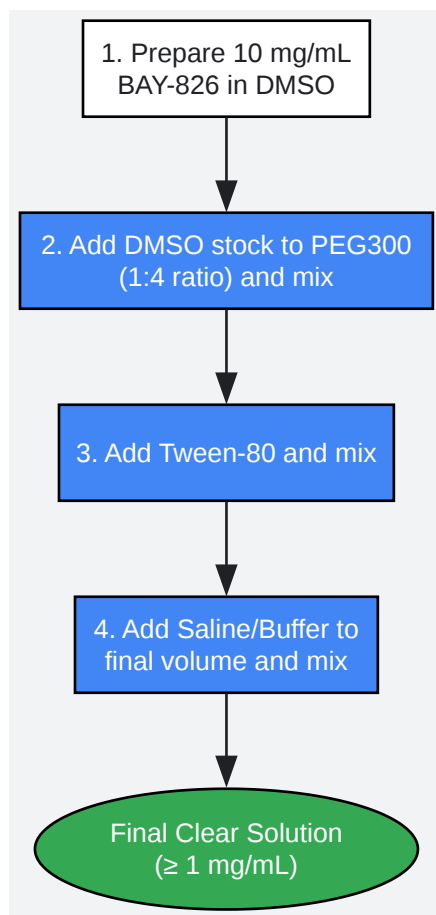 1. Prepare 10 mg/mL
BAY-826 in DMSO
2. Add DMSO stock to PEG300
(1:4 ratio) and mix
3. Add Tween-80 and mix
4. Add Saline/Buffer to
final volume and mix
Final Clear Solution
(≥ 1 mg/mL)